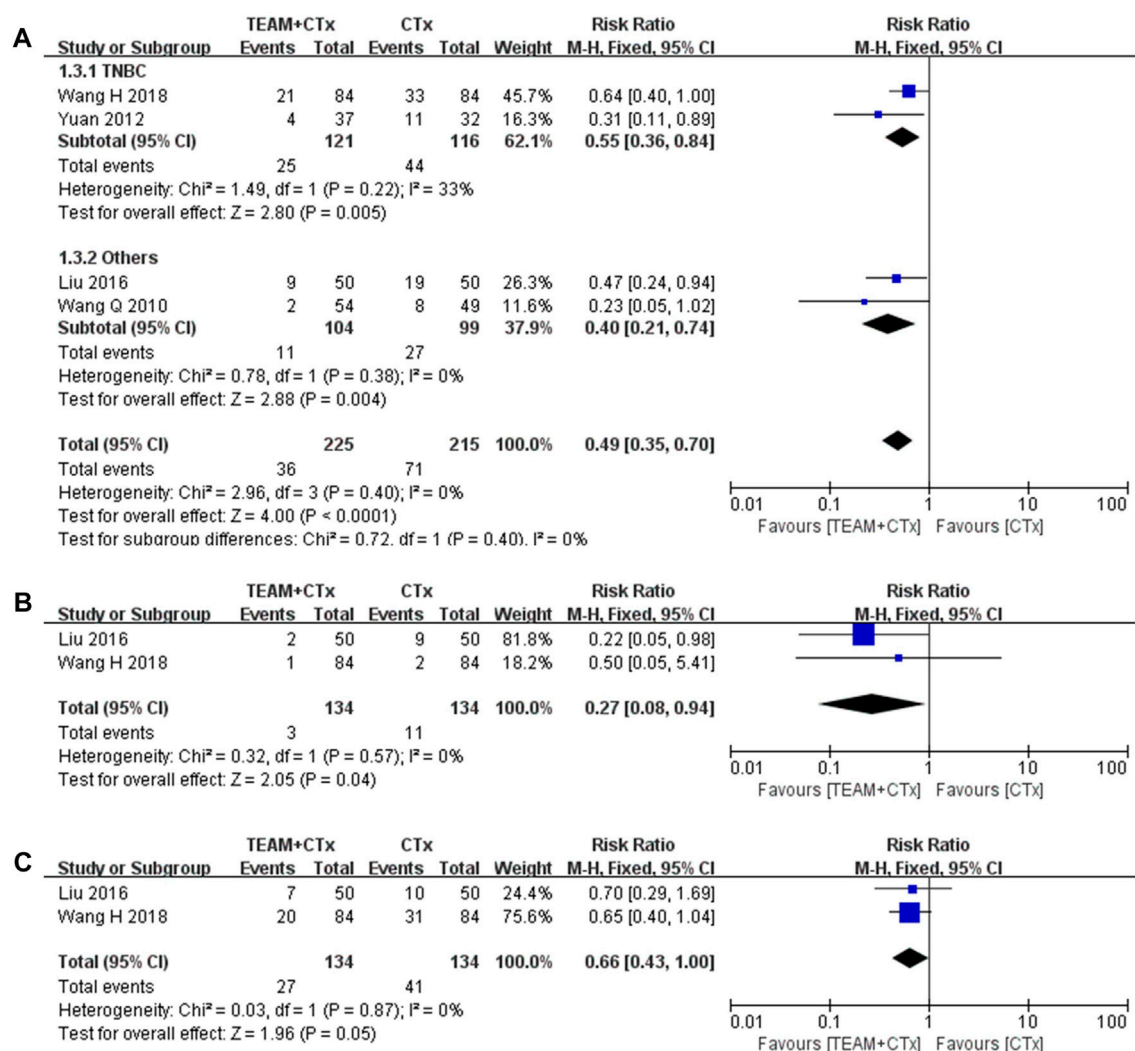 A
TEAM+CTx CTx Risk Ratio Risk Ratio
Study or Subgroup Events Total Events Total Weight M-H, Fixed, 95% CI M-H, Fixed, 95% CI
1.3.1 TNBC
Wang H 2018 21 84 33 84 45.7% 0.64 [0.40, 1.00]
Yuan 2012 4 37 11 32 16.3% 0.31 [0.11, 0.89]
Subtotal (95% CI) 121 116 62.1% 0.55 [0.36, 0.84]
Total events 25 44
Heterogeneity: Chi² = 1.49, df = 1 (P = 0.22); I² = 33%
Test for overall effect: Z = 2.80 (P = 0.005)
1.3.2 Others
Liu 2016 9 50 19 50 26.3% 0.47 [0.24, 0.94]
Wang Q 2010 2 54 8 49 11.6% 0.23 [0.05, 1.02]
Subtotal (95% CI) 104 99 37.9% 0.40 [0.21, 0.74]
Total events 11 27
Heterogeneity: Chi² = 0.78, df = 1 (P = 0.38); I² = 0%
Test for overall effect: Z = 2.88 (P = 0.004)
Total (95% CI) 225 215 100.0% 0.49 [0.35, 0.70]
Total events 36 71
Heterogeneity: Chi² = 2.96, df = 3 (P = 0.40); I² = 0%
Test for overall effect: Z = 4.00 (P < 0.0001)
Test for subgroup differences: Chi² = 0.72, df = 1 (P = 0.40), I² = 0%
0.01 0.1 1 10 100
Favours [TEAM+CTx] Favours [CTx]
B
TEAM+CTx CTx Risk Ratio Risk Ratio
Study or Subgroup Events Total Events Total Weight M-H, Fixed, 95% CI M-H, Fixed, 95% CI
Liu 2016 2 50 9 50 81.8% 0.22 [0.05, 0.98]
Wang H 2018 1 84 2 84 18.2% 0.50 [0.05, 5.41]
Total (95% CI) 134 134 100.0% 0.27 [0.08, 0.94]
Total events 3 11
Heterogeneity: Chi² = 0.32, df = 1 (P = 0.57); I² = 0%
Test for overall effect: Z = 2.05 (P = 0.04)
0.01 0.1 1 10 100
Favours [TEAM+CTx] Favours [CTx]
C
TEAM+CTx CTx Risk Ratio Risk Ratio
Study or Subgroup Events Total Events Total Weight M-H, Fixed, 95% CI M-H, Fixed, 95% CI
Liu 2016 7 50 10 50 24.4% 0.70 [0.29, 1.69]
Wang H 2018 20 84 31 84 75.6% 0.65 [0.40, 1.04]
Total (95% CI) 134 134 100.0% 0.66 [0.43, 1.00]
Total events 27 41
Heterogeneity: Chi² = 0.03, df = 1 (P = 0.87); I² = 0%
Test for overall effect: Z = 1.96 (P = 0.05)
0.01 0.1 1 10 100
Favours [TEAM+CTx] Favours [CTx]